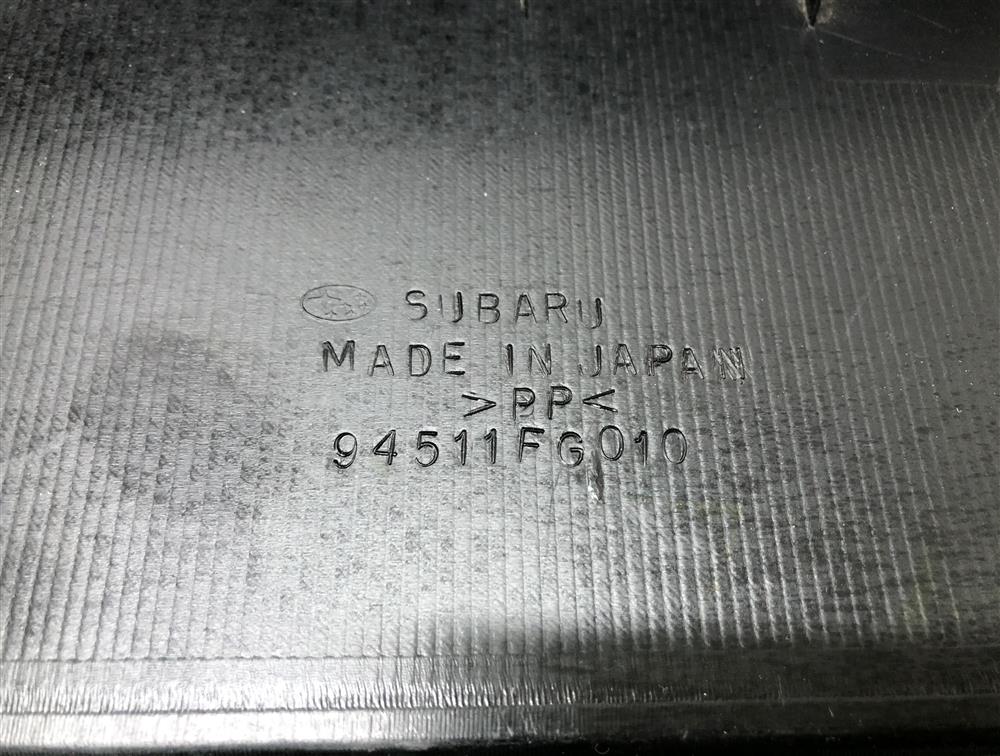 SUBARU
MADE IN JAPAN
>PP<
94511FG010